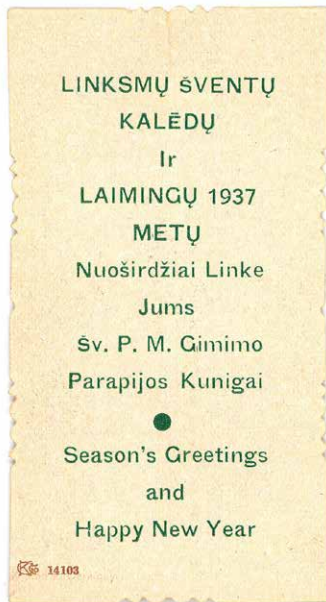 LINKSMŲ ŠVENTŲ
KALĒDŲ
Ir
LAIMINGŲ 1937
METŲ
Nuoširdžiai Linke
Jums
Šv. P. M. Gimimo
Parapijos Kunigai
Season's Greetings
and
Happy New Year
14103